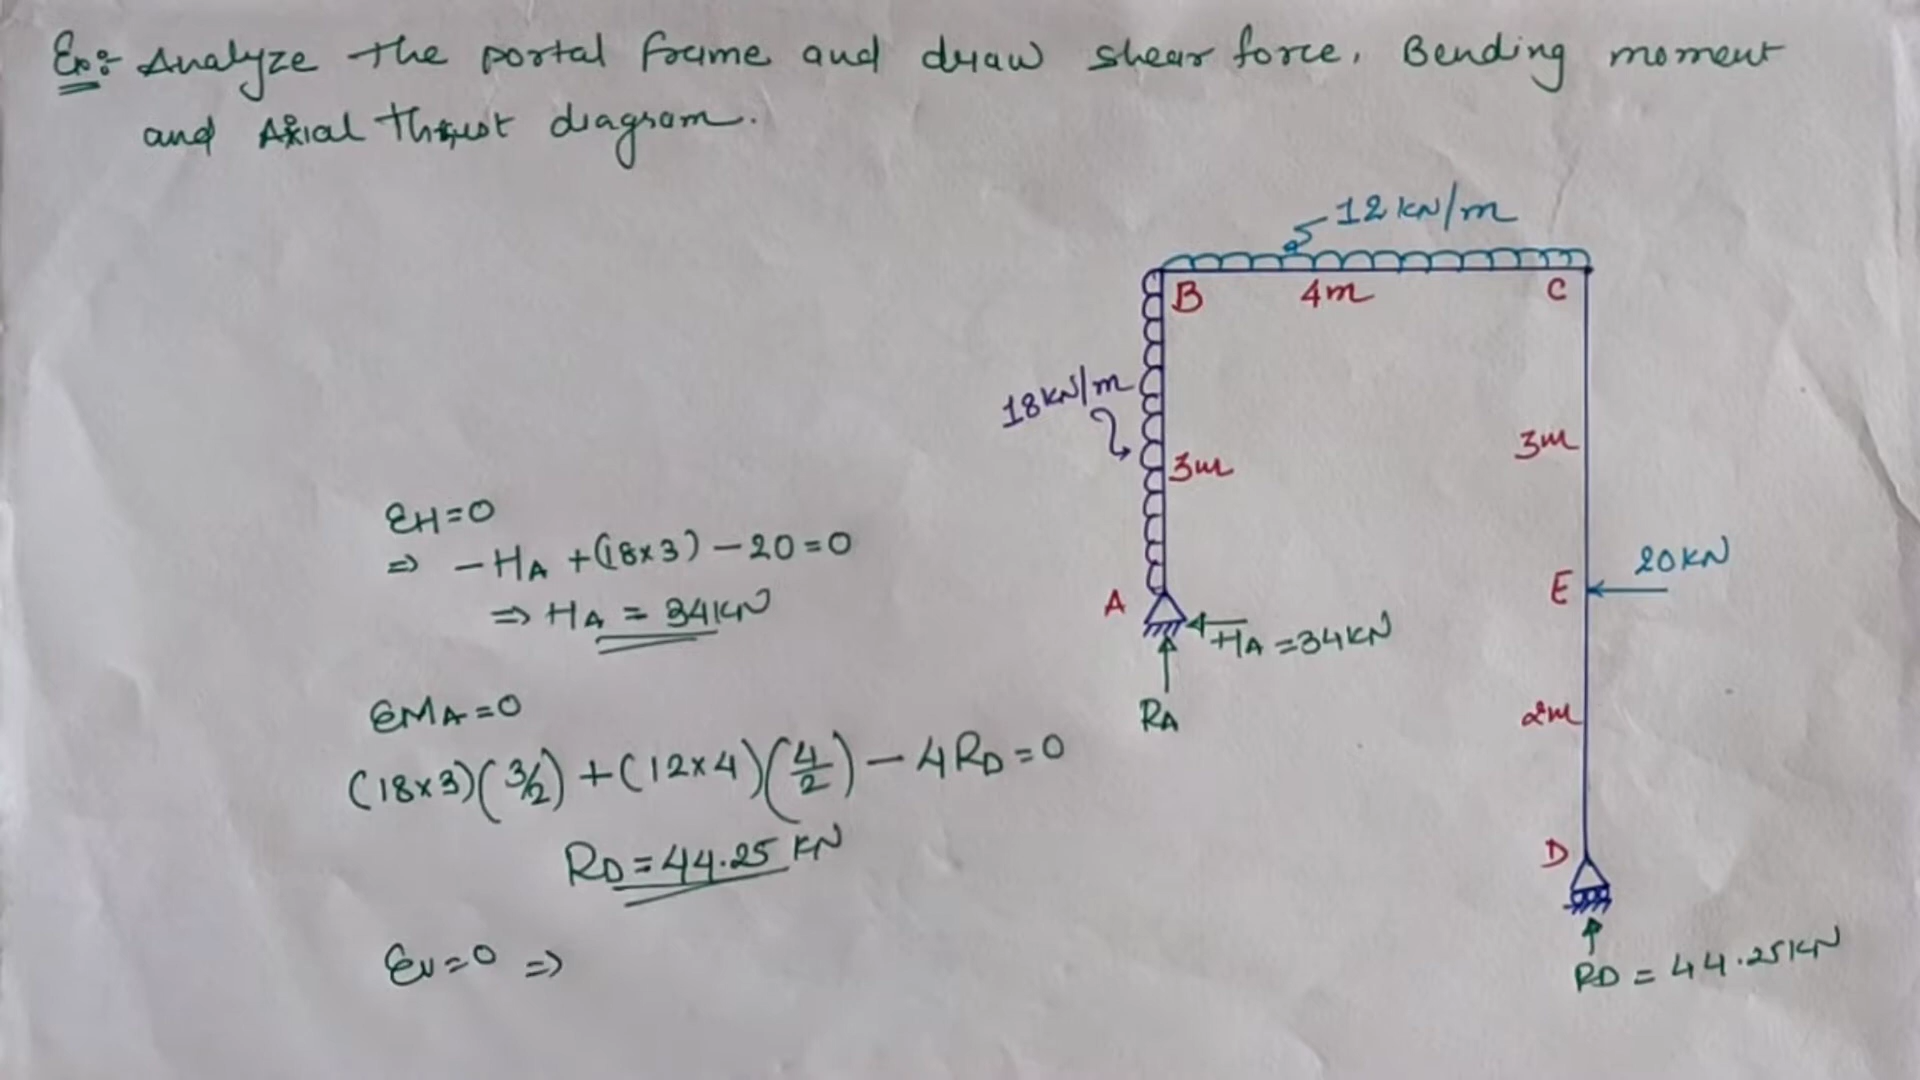 Ex: Analyze the portal frame and draw shear force, Bending moment
and Axial Thrust diagram.
12 kN/m
B
4m
C
18 kN/m
3m
3m
ΣH=0
⇒ -HA +(18×3) -20=0
⇒ HA = 34KN
A
HA =34KN
RA
E
20KN
2m
ΣMA=0
(18×3)(3/2) +(12×4)(4/2) - 4RD=0
RD=44.25 KN
D
RD = 44.25KN
ΣV=0 ⇒